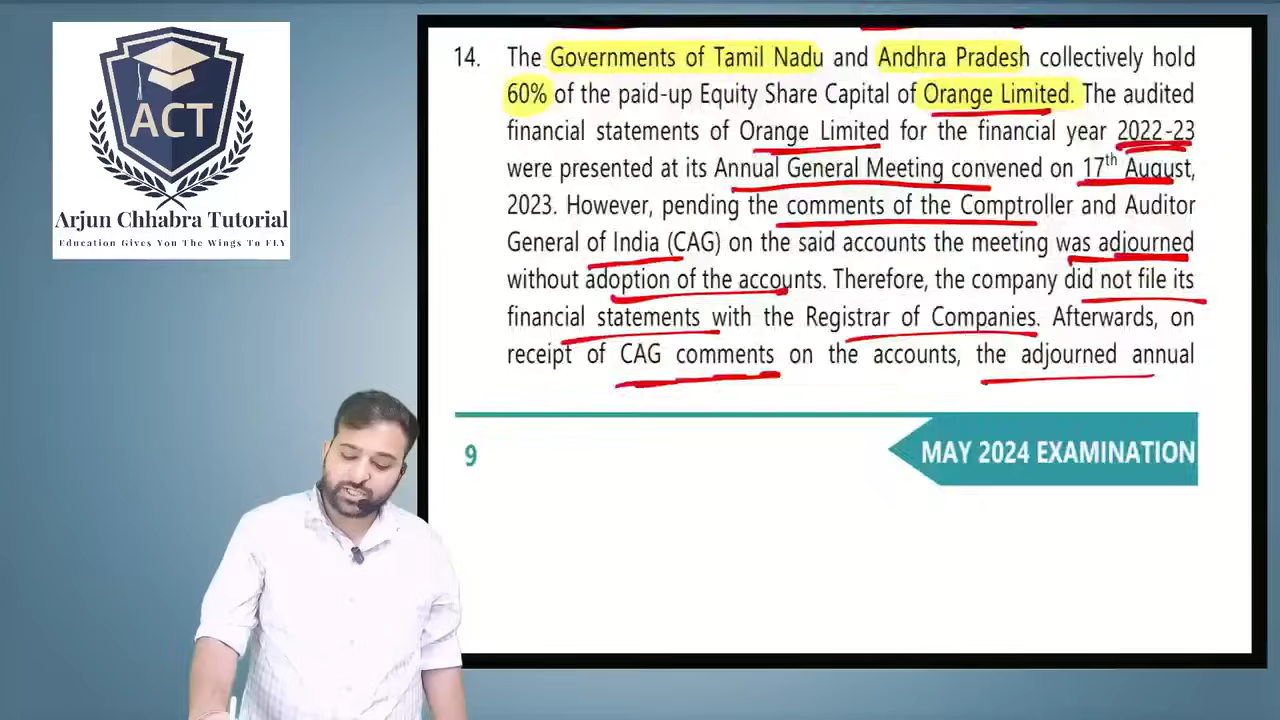 ACT
Arjun Chhabra Tutorial
Education Gives You The Wings To FLY
14. The Governments of Tamil Nadu and Andhra Pradesh collectively hold
60% of the paid-up Equity Share Capital of Orange Limited. The audited
financial statements of Orange Limited for the financial year 2022-23
were presented at its Annual General Meeting convened on 17th August,
2023. However, pending the comments of the Comptroller and Auditor
General of India (CAG) on the said accounts the meeting was adjourned
without adoption of the accounts. Therefore, the company did not file its
financial statements with the Registrar of Companies. Afterwards, on
receipt of CAG comments on the accounts, the adjourned annual
9
MAY 2024 EXAMINATION